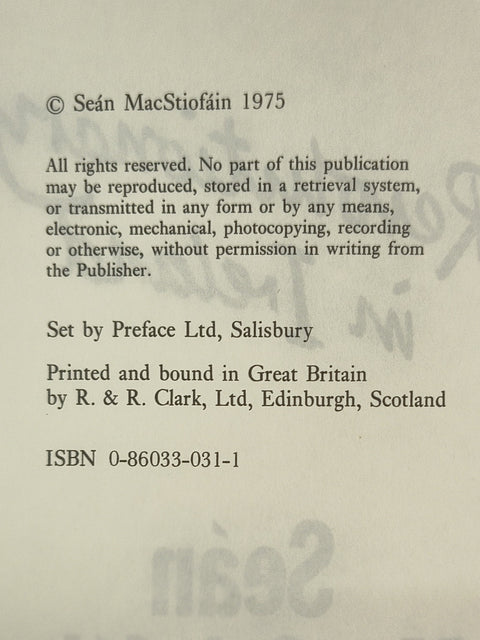 © Seán MacStiofáin 1975
All rights reserved. No part of this publication
may be reproduced, stored in a retrieval system,
or transmitted in any form or by any means,
electronic, mechanical, photocopying, recording
or otherwise, without permission in writing from
the Publisher.
Set by Preface Ltd, Salisbury
Printed and bound in Great Britain
by R. & R. Clark, Ltd, Edinburgh, Scotland
ISBN 0-86033-031-1
Seán